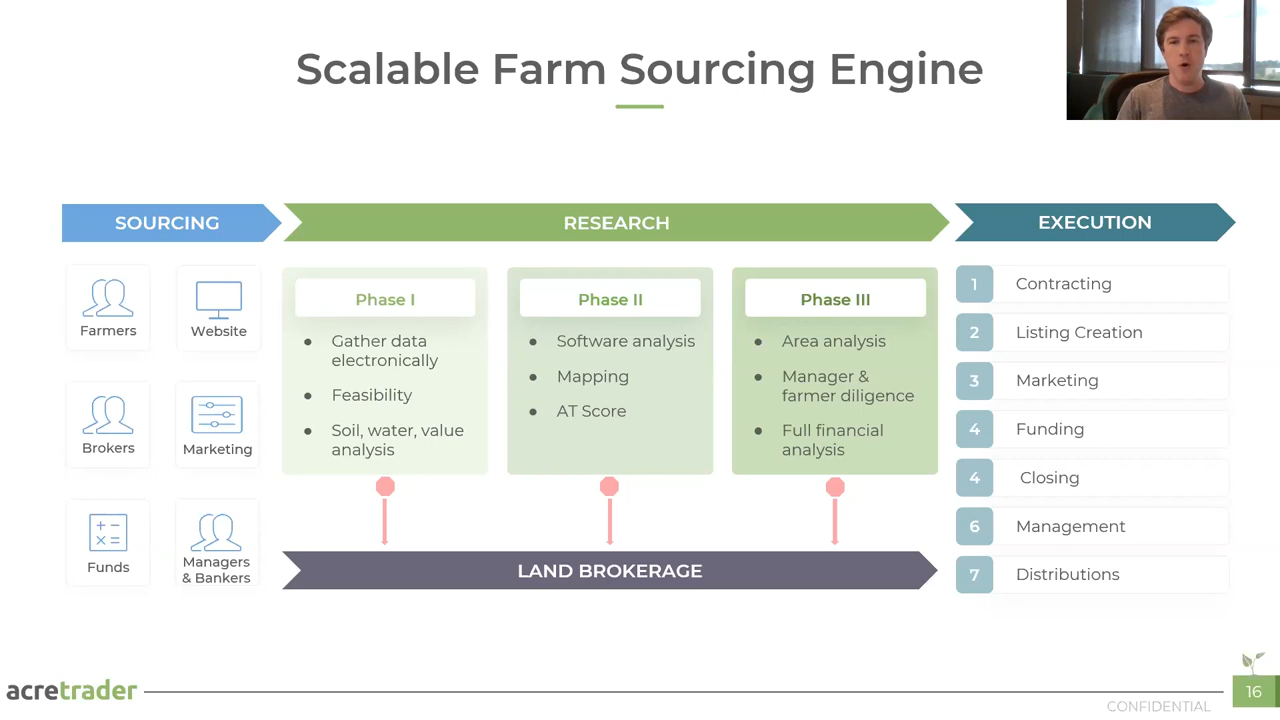 Scalable Farm Sourcing Engine
SOURCING
RESEARCH
EXECUTION
Farmers
Website
Brokers
Marketing
Funds
Managers
& Bankers
Phase I
● Gather data
electronically
● Feasibility
● Soil, water, value
analysis
Phase II
● Software analysis
● Mapping
● AT Score
Phase III
● Area analysis
● Manager &
farmer diligence
● Full financial
analysis
LAND BROKERAGE
1 Contracting
2 Listing Creation
3 Marketing
4 Funding
4 Closing
6 Management
7 Distributions
acretrader
CONFIDENTIAL
16